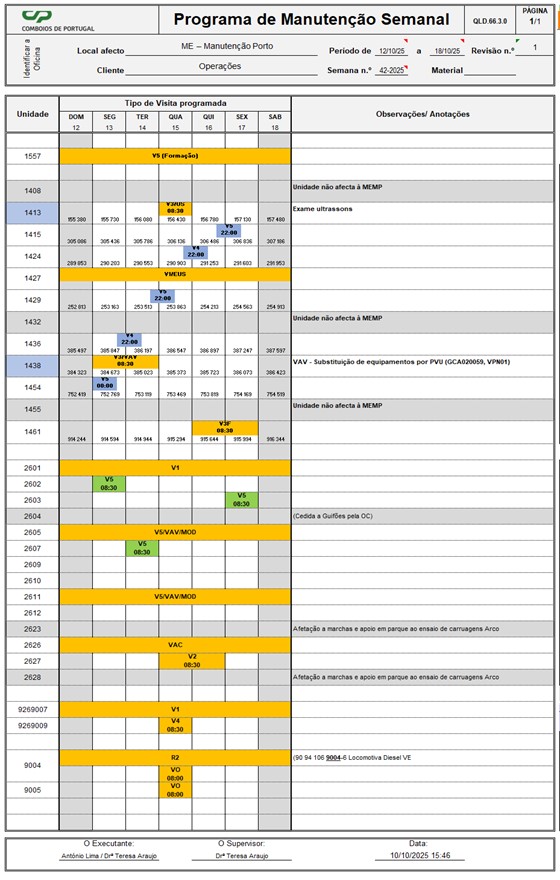 CP
COMBOIOS DE PORTUGAL
Programa de Manutenção Semanal
QLD.66.3.0
PÁGINA
1/1
Identificar a Oficina
Local afecto ME – Manutenção Porto Período de 12/10/25 a 18/10/25 Revisão n.º 1
Cliente Operações Semana n.º 42-2025 Material
Unidade Tipo de Visita programada Observações/ Anotações
DOM SEG TER QUA QUI SEX SAB
12 13 14 15 16 17 18
1557 V5 (Formação)
1408 Unidade não afecta à MEMP
1413 V3/US 08:30 Exame ultrassons
155 380 155 730 156 080 156 430 156 780 157 130 157 480
1415 V5 22:00
305 086 305 436 305 786 306 136 306 486 306 836 307 186
1424 V4 22:00
289 853 290 203 290 553 290 903 291 253 291 603 291 953
1427
1429 V5 22:00
252 813 253 163 253 513 253 863 254 213 254 563 254 913
1432 Unidade não afecta à MEMP
1436 V4 22:00
385 497 385 847 386 197 386 547 386 897 387 247 387 597
1438 V3/VAV 08:30 VAV - Substituição de equipamentos por PVU (GCA020059, VPN01)
384 323 384 673 385 023 385 373 385 723 386 073 386 423
1454 V5 00:00
752 419 752 769 753 119 753 469 753 819 754 169 754 519
1455 Unidade não afecta à MEMP
1461 V3F 08:30
914 244 914 594 914 944 915 294 915 644 915 994 916 344
2601 V1
2602 V5 08:30
2603 V5 08:30
2604 (Cedida a Guifões pela OC)
2605 V5/VAV/MOD
2607 V5 08:30
2609
2610
2611 V5/VAV/MOD
2612
2623 Afetação a marchas e apoio em parque ao ensaio de carruagens Arco
2626 VAC
2627 V2 08:30
2628 Afetação a marchas e apoio em parque ao ensaio de carruagens Arco
9269007 V1
9269009 V4 08:30
9004 R2 (90 94 106 9004-6 Locomotiva Diesel VE
VO 08:00
9005 VO 08:00
O Executante: O Supervisor: Data:
António Lima / Drª Teresa Araujo Drª Teresa Araujo 10/10/2025 15:46